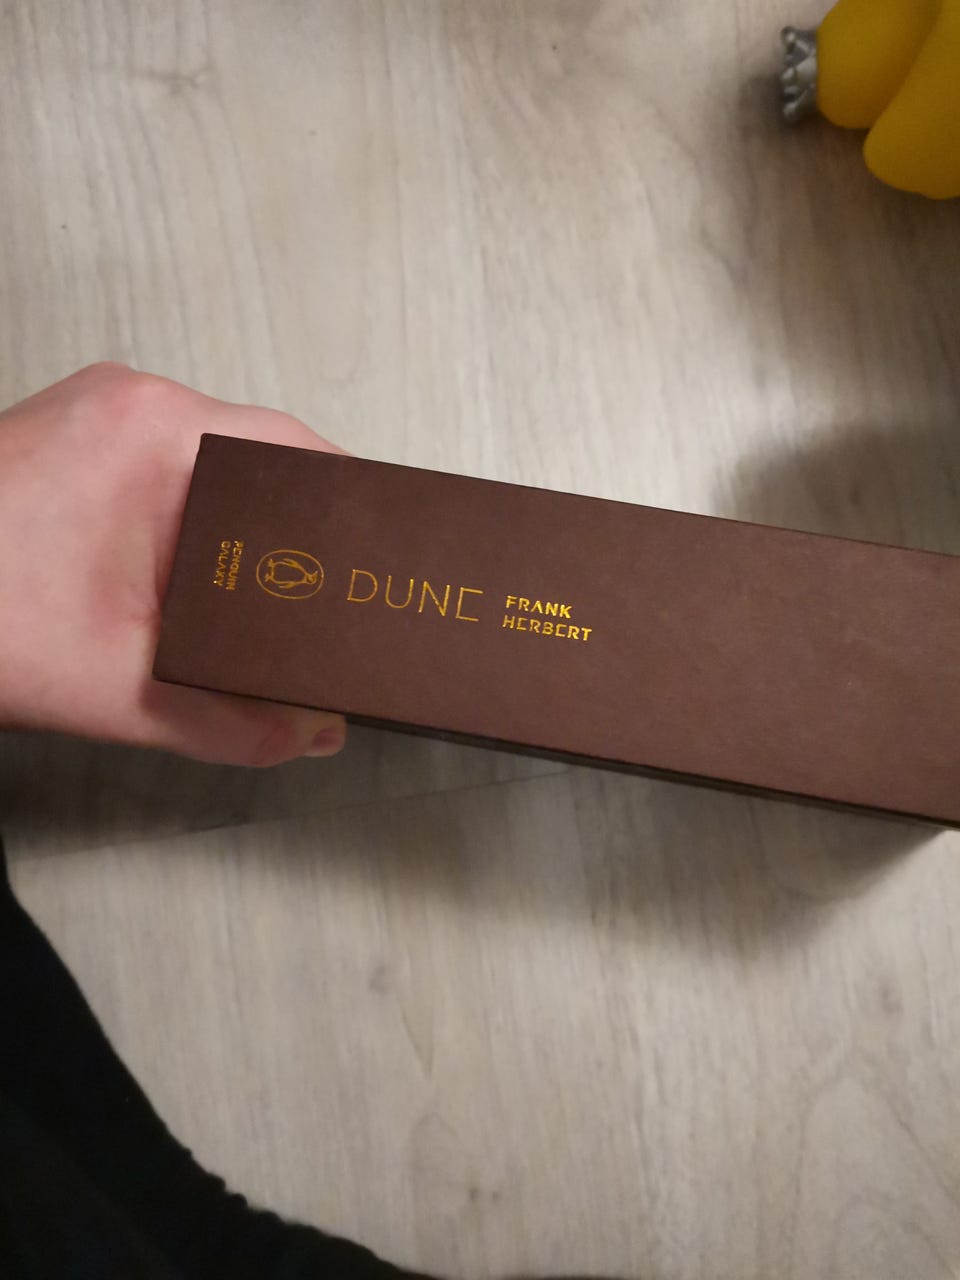 PENGUIN
GALAXY
DUNE
FRANK
HERBERT